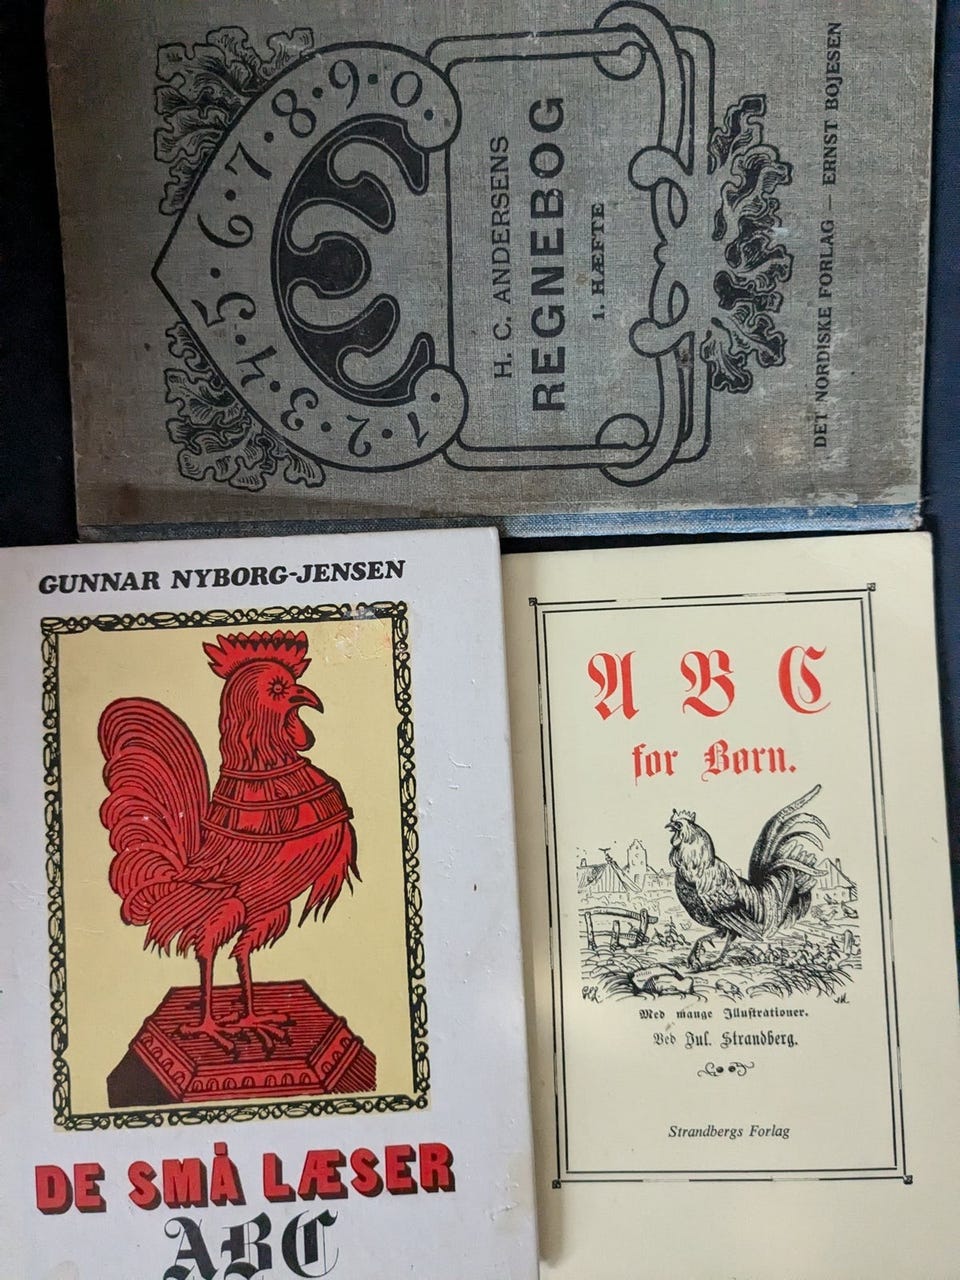 1·2·3·4·5·6·7·8·9·0·
H. C. ANDERSENS
REGNEBOG
1. HÆFTE
DET NORDISKE FORLAG — ERNST BOJESEN
GUNNAR NYBORG-JENSEN
DE SMÅ LÆSER
ABC
A B C
for Børn.
Med mange Illustrationer.
Ved Jul. Strandberg.
Strandbergs Forlag